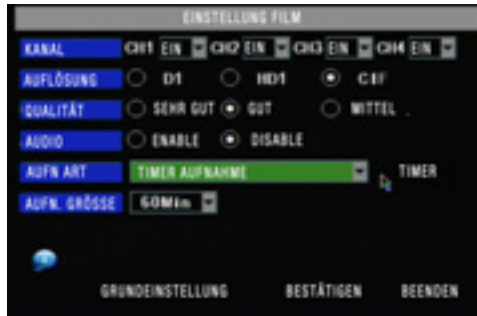 EINSTELLUNG FILM
KANAL CH1 EIN CH2 EIN CH3 EIN CH4 EIN
AUFLÖSUNG D1 HD1 CIF
QUALITÄT SEHR GUT GUT MITTEL .
AUDIO ENABLE DISABLE
AUFN ART TIMER AUFNAHME TIMER
AUFN. GRÖSSE 60Min
GRUNDEINSTELLUNG BESTÄTIGEN BEENDEN